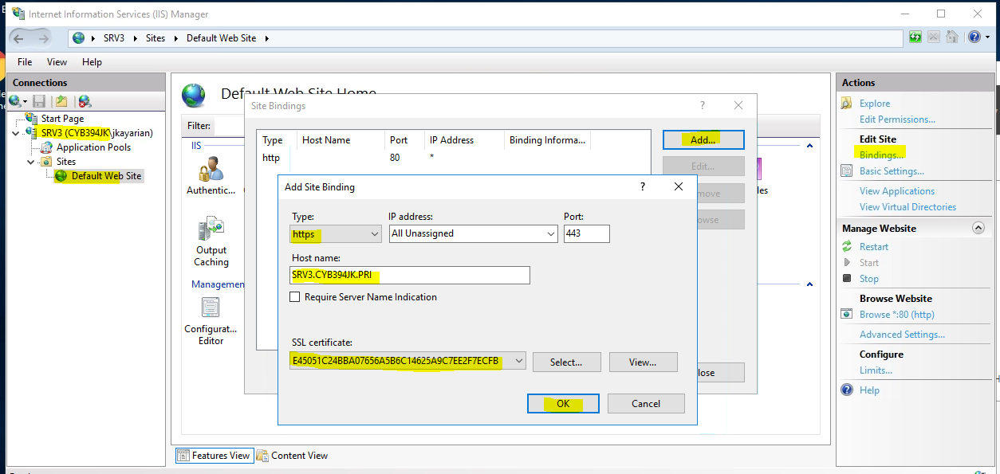 Internet Information Services (IIS) Manager
SRV3 Sites Default Web Site
File View Help
Connections
Start Page
SRV3 (CYB394JK\jkayarian)
Application Pools
Sites
Default Web Site
Default Web Site Home
Filter:
IIS
Authentic...
Output
Caching
Managemen
Configurat...
Editor
Site Bindings
?
Type Host Name Port IP Address Binding Informa...
http 80 *
Add...
Edit...
Add Site Binding
?
Type:
IP address:
Port:
https
All Unassigned
443
Host name:
SRV3.CYB394JK.PRI
Require Server Name Indication
SSL certificate:
E45051C24BBA07656A5B6C14625A9C7EE2F7ECFB
Select...
View...
OK
Cancel
Features View
Content View
Actions
Explore
Edit Permissions...
Edit Site
Bindings...
Basic Settings...
View Applications
View Virtual Directories
Manage Website
Restart
Start
Stop
Browse Website
Browse *:80 (http)
Advanced Settings...
Configure
Limits...
Help